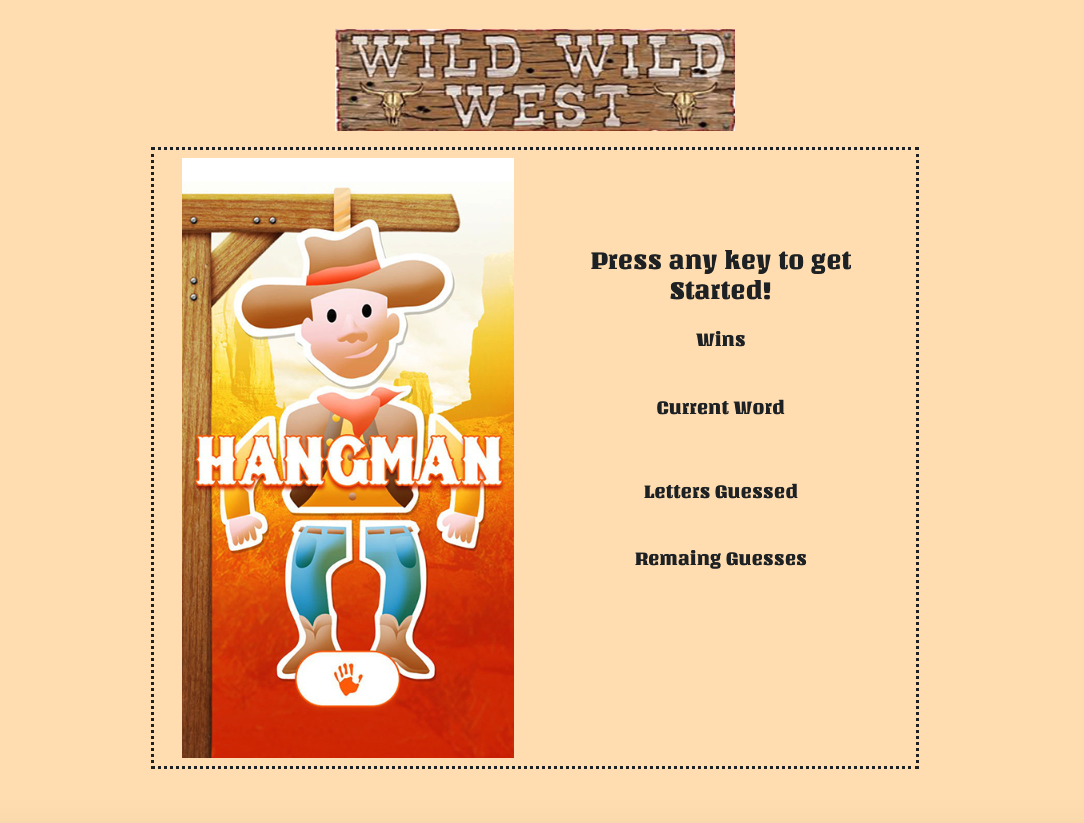 WILD WILD
WEST
HANGMAN
Press any key to get
Started!
Wins
Current Word
Letters Guessed
Remaing Guesses